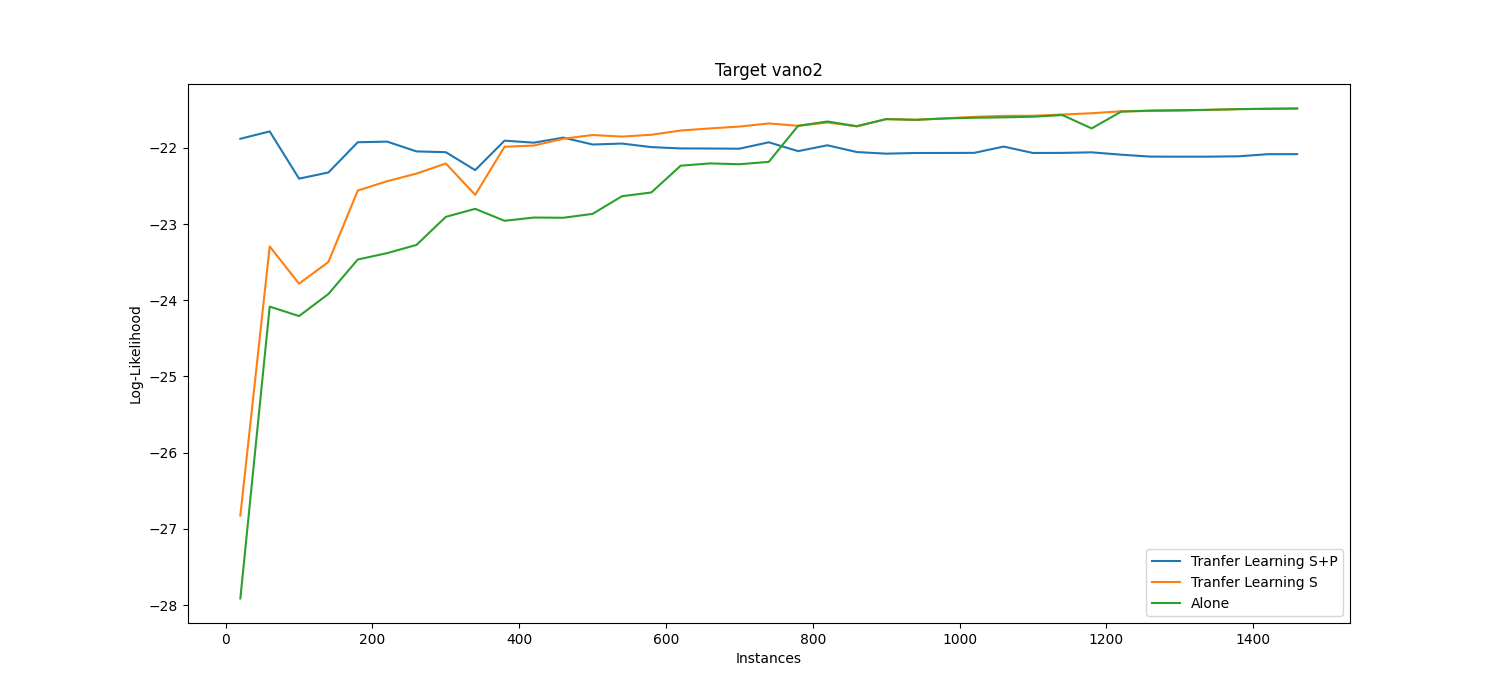 Target vano2
Log-Likelihood
−22
−23
−24
−25
−26
−27
−28
0
200
400
600
800
1000
1200
1400
Instances
Tranfer Learning S+P
Tranfer Learning S
Alone